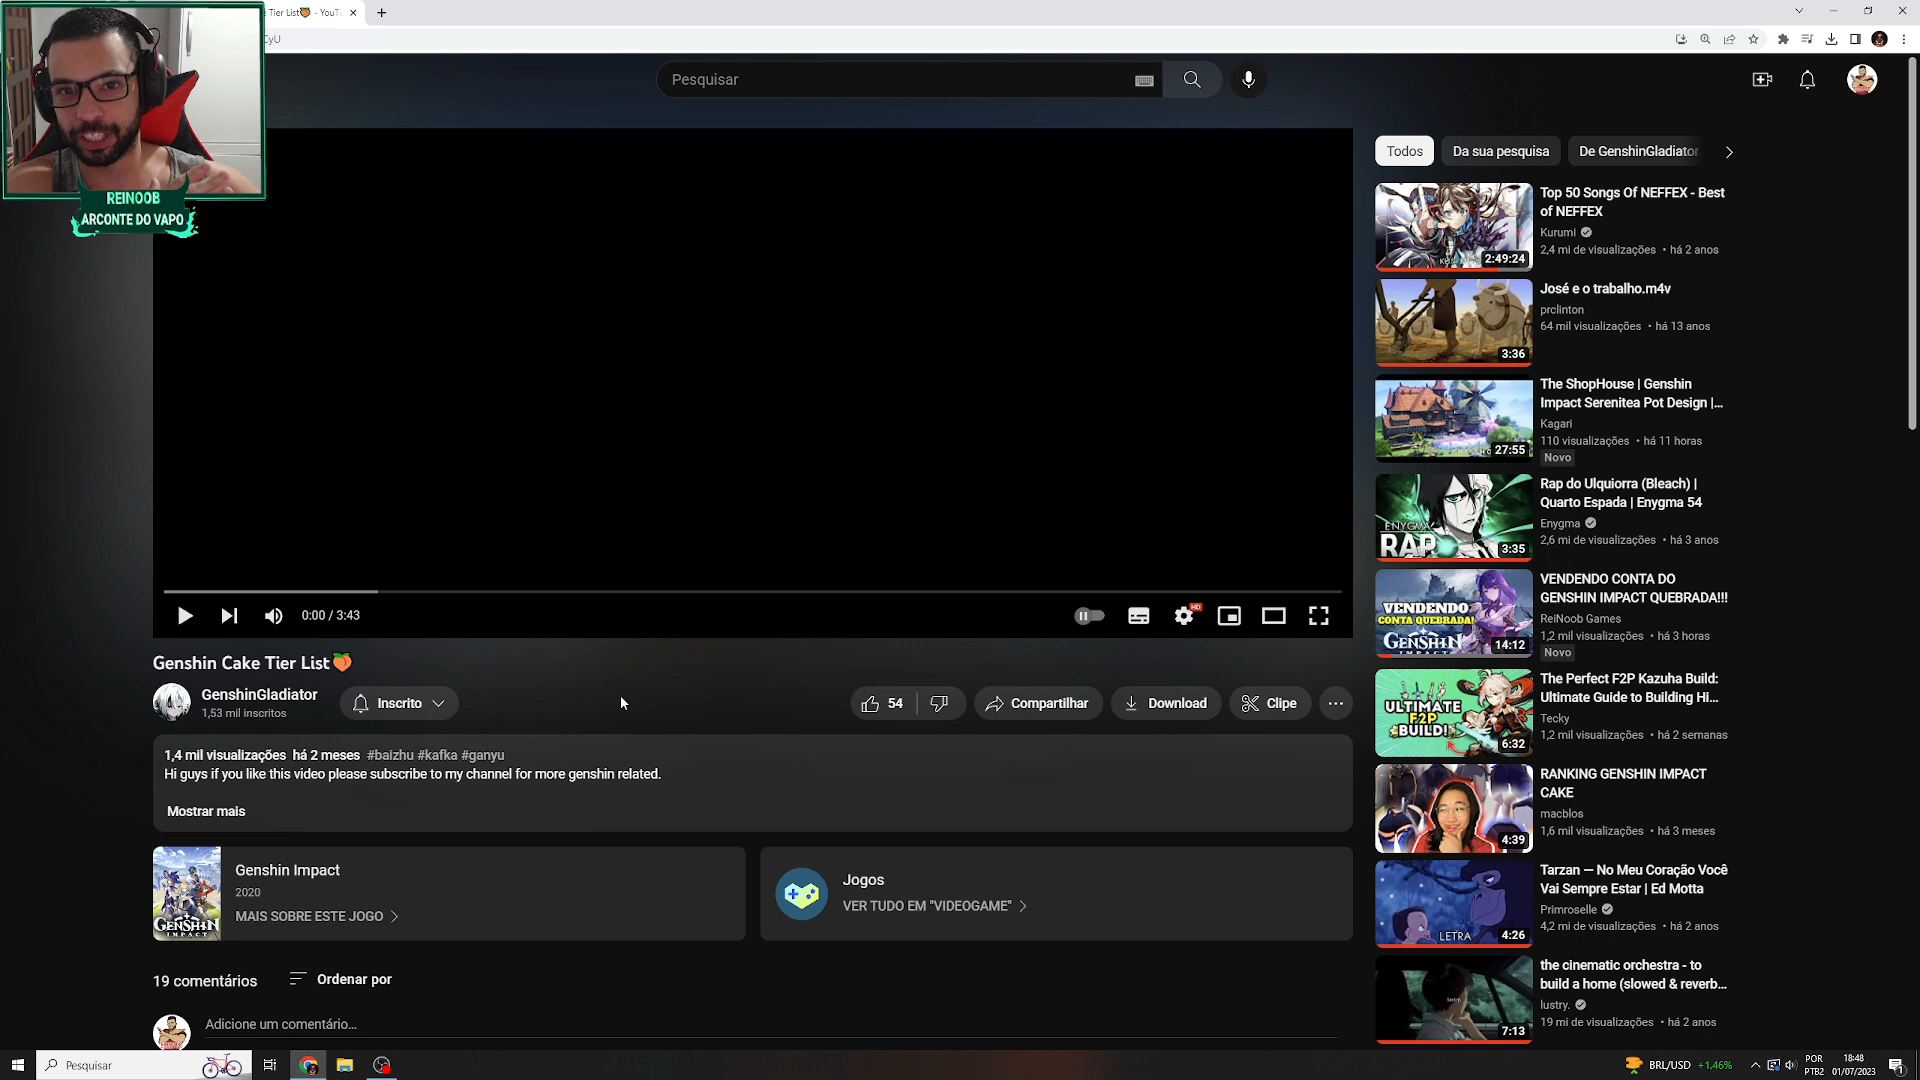 e Tier List🍑 - YouTu
CyU
REINOOB
ARCONTE DO VAPO
Pesquisar
0:00 / 3:43
HD
Genshin Cake Tier List🍑
GenshinGladiator
1,53 mil inscritos
Inscrito
54
Compartilhar
Download
Clipe
1,4 mil visualizações há 2 meses #baizhu #kafka #ganyu
Hi guys if you like this video please subscribe to my channel for more genshin related.
Mostrar mais
GENSHIN
IMPACT
Genshin Impact
2020
MAIS SOBRE ESTE JOGO
Jogos
VER TUDO EM "VIDEOGAME"
19 comentários
Ordenar por
Adicione um comentário...
Todos
Da sua pesquisa
De GenshinGladiator
2:49:24
Top 50 Songs Of NEFFEX - Best
of NEFFEX
Kurumi
2,4 mi de visualizações • há 2 anos
3:36
José e o trabalho.m4v
prclinton
64 mil visualizações • há 13 anos
27:55
The ShopHouse | Genshin
Impact Serenitea Pot Design |...
Kagari
110 visualizações • há 11 horas
Novo
ENYGMA
RAP
3:35
Rap do Ulquiorra (Bleach) |
Quarto Espada | Enygma 54
Enygma
2,6 mi de visualizações • há 3 anos
VENDENDO
CONTA QUEBRADA!
GENSHIN
IMPACT
14:12
VENDENDO CONTA DO
GENSHIN IMPACT QUEBRADA!!!
ReiNoob Games
1,2 mil visualizações • há 3 horas
Novo
ULTIMATE
F2P
BUILD!
6:32
The Perfect F2P Kazuha Build:
Ultimate Guide to Building Hi...
Tecky
1,2 mil visualizações • há 2 semanas
4:39
RANKING GENSHIN IMPACT
CAKE
macblos
1,6 mil visualizações • há 3 meses
LETRA
4:26
Tarzan — No Meu Coração Você
Vai Sempre Estar | Ed Motta
Primroselle
4,2 mi de visualizações • há 2 anos
lustry.
7:13
the cinematic orchestra - to
build a home (slowed & reverb...
lustry.
19 mi de visualizações • há 2 anos
Pesquisar
BRL/USD +1,46%
POR
PTB2
18:48
01/07/2023
1